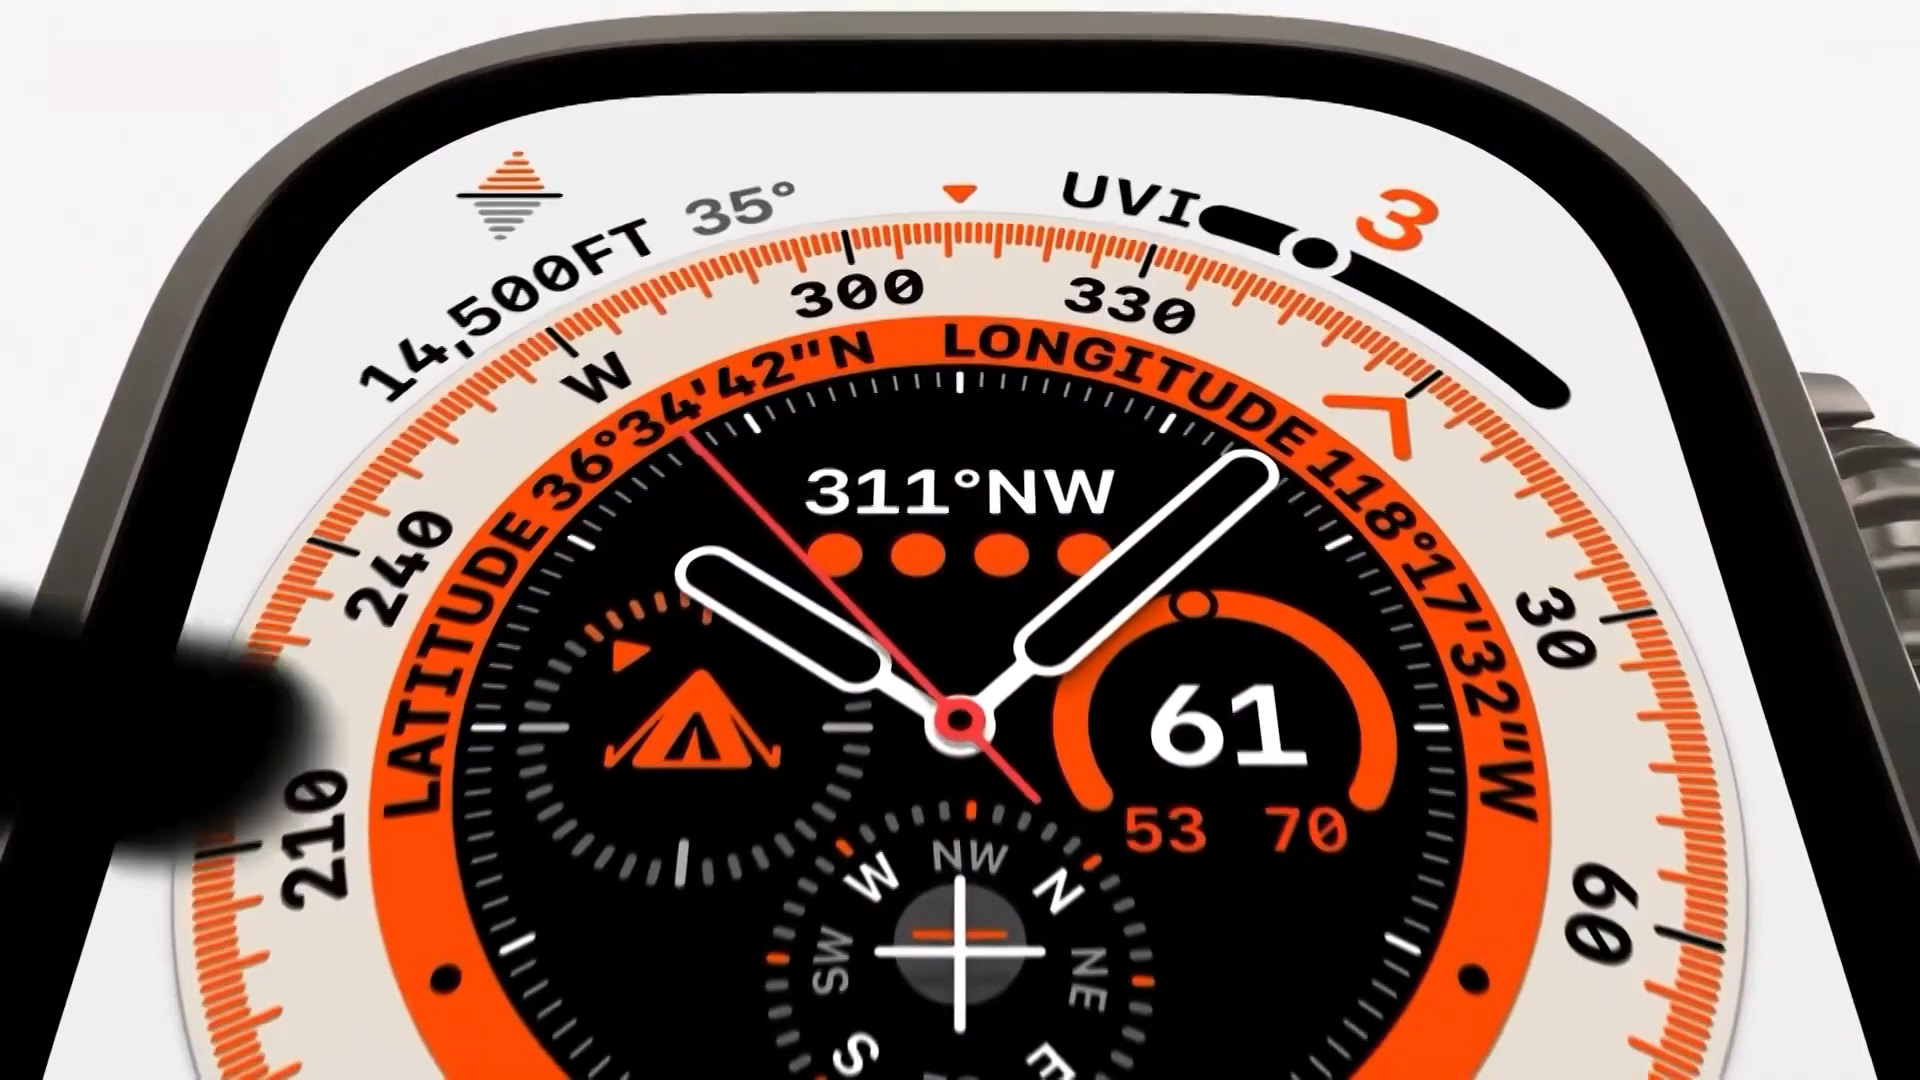 14,500FT 35°
UVI 3
210 240 W 300 330 30 60
LATITUDE 36°34'42"N LONGITUDE 118°17'32"W
311°NW
61
53 70
SW W NW N NE
S E